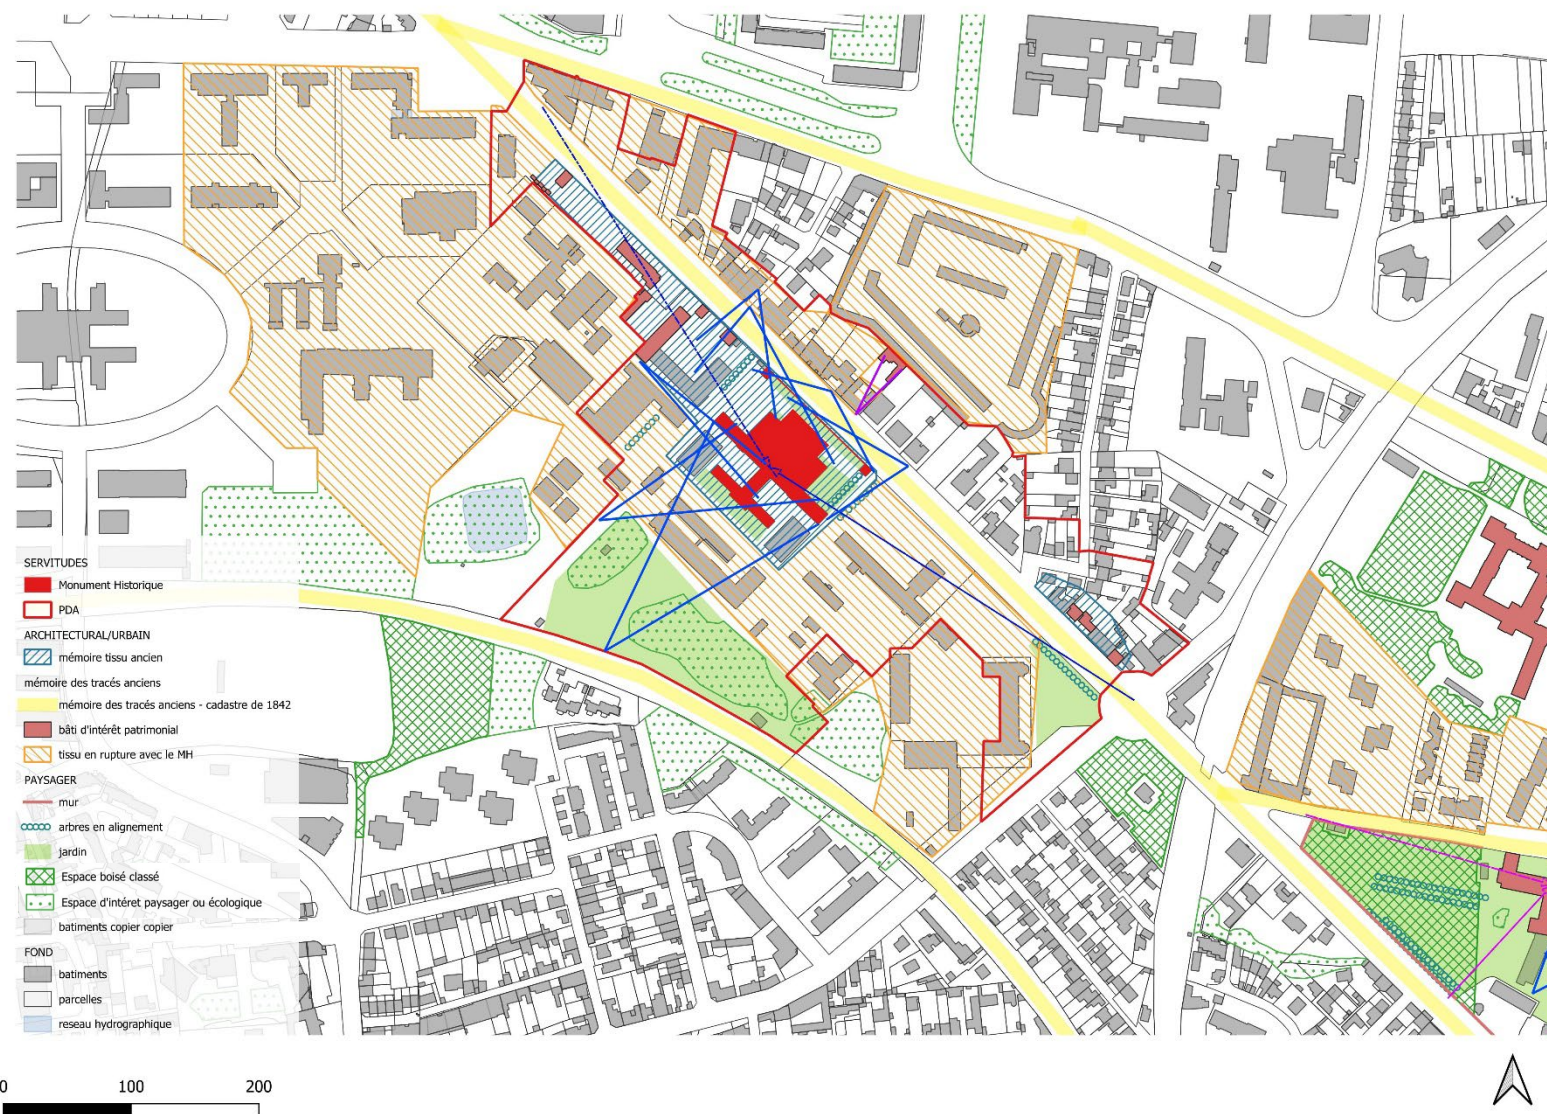 SERVITUDES
Monument Historique
PDA
ARCHITECTURAL/URBAIN
mémoire tissu ancien
mémoire des tracés anciens
mémoire des tracés anciens - cadastre de 1842
bâti d'intérêt patrimonial
tissu en rupture avec le MH
PAYSAGER
mur
arbres en alignement
jardin
Espace boisé classé
Espace d'intéret paysager ou écologique
batiments copier copier
FOND
batiments
parcelles
reseau hydrographique
0 100 200